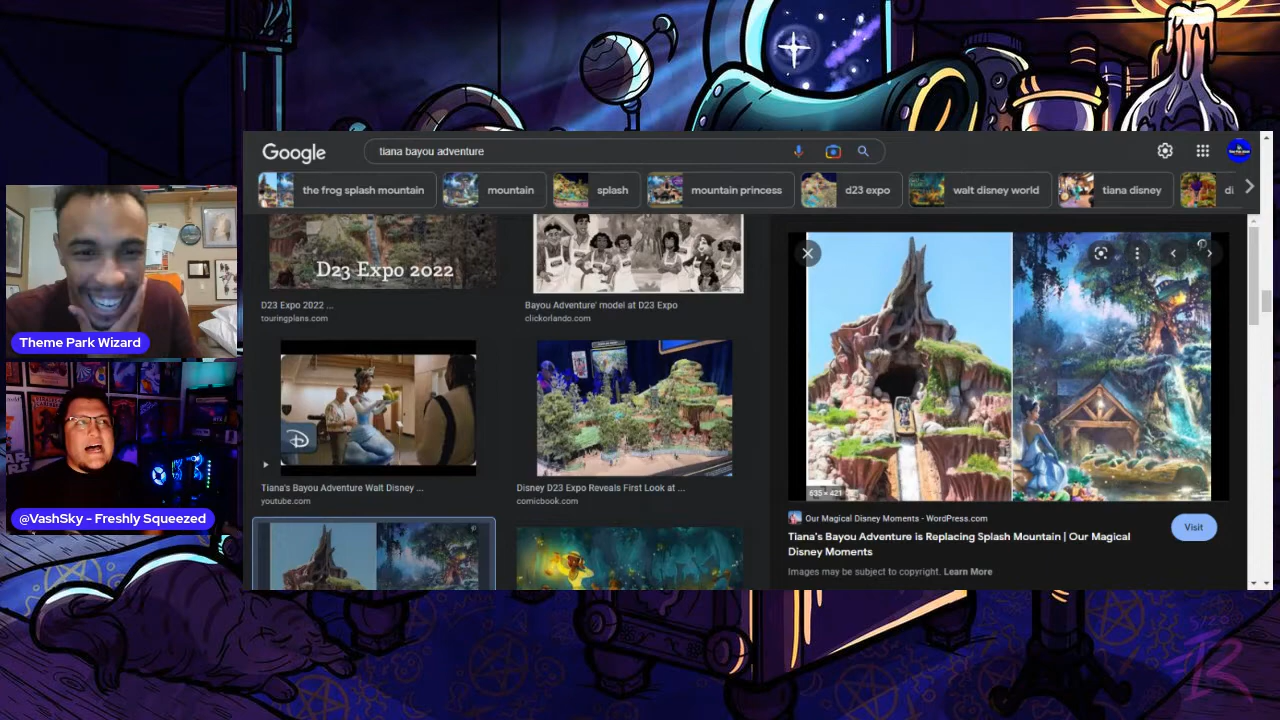 Google
tiana bayou adventure
the frog splash mountain
mountain
splash
mountain princess
d23 expo
walt disney world
tiana disney
di
D23 Expo 2022
D23 Expo 2022 ...
touringplans.com
Bayou Adventure' model at D23 Expo
clickorlando.com
Tiana's Bayou Adventure Walt Disney ...
youtube.com
Disney D23 Expo Reveals First Look at ...
comicbook.com
635 × 421
Our Magical Disney Moments - WordPress.com
Tiana's Bayou Adventure is Replacing Splash Mountain | Our Magical
Disney Moments
Visit
Images may be subject to copyright. Learn More
Theme Park Wizard
@VashSky - Freshly Squeezed